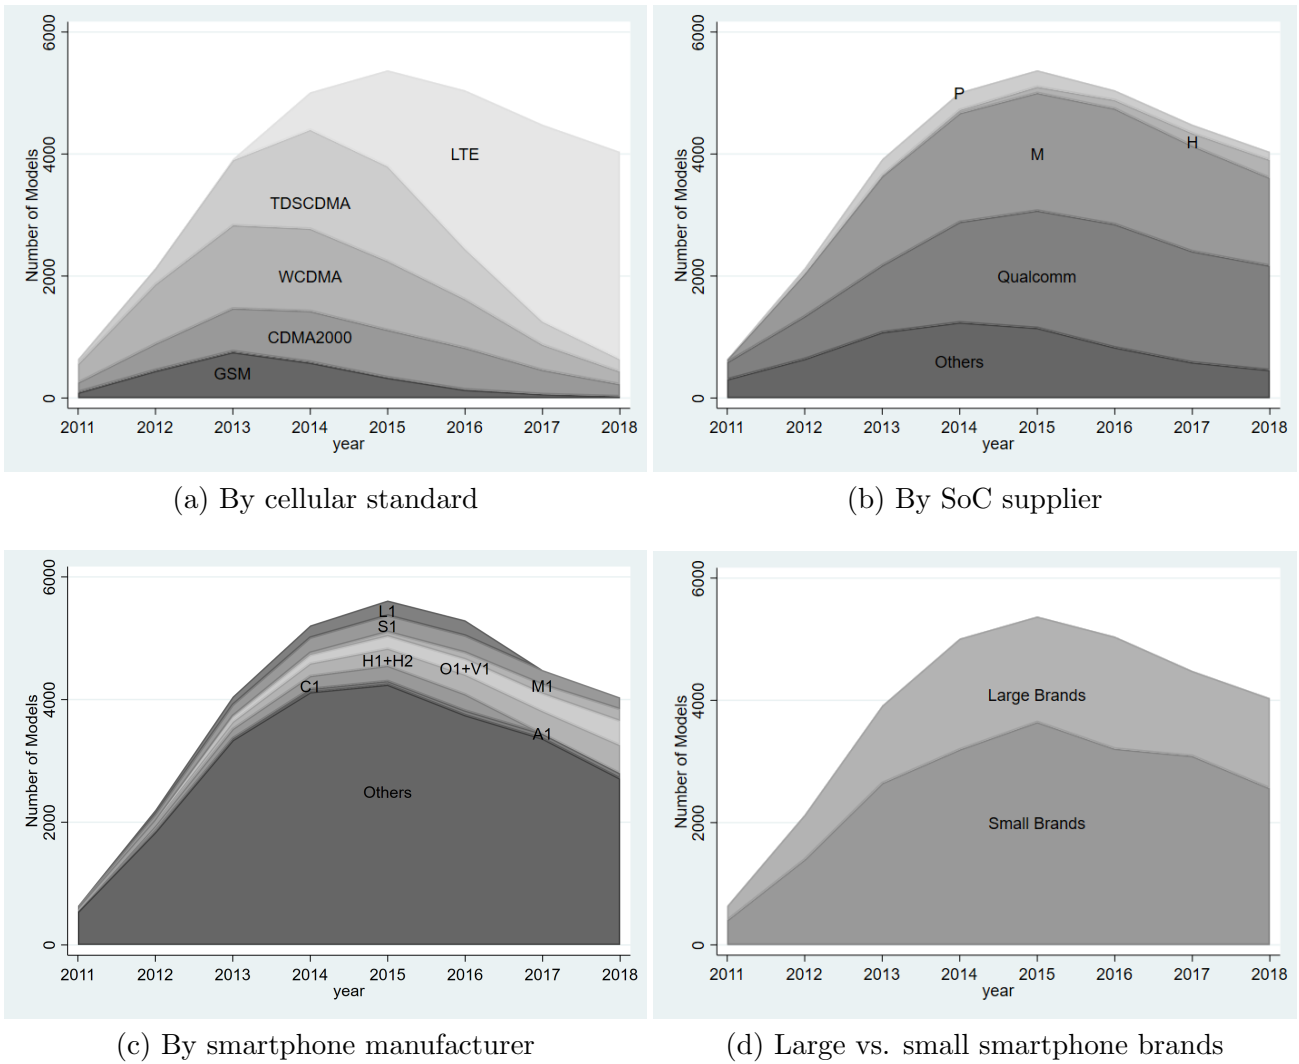 Number of Models
6000
4000
2000
0
LTE
TDSCDMA
WCDMA
CDMA2000
GSM
2011 2012 2013 2014 2015 2016 2017 2018
year
(a) By cellular standard
Number of Models
6000
4000
2000
0
P
M
H
Qualcomm
Others
2011 2012 2013 2014 2015 2016 2017 2018
year
(b) By SoC supplier
Number of Models
6000
4000
2000
0
L1
S1
H1+H2
O1+V1
C1
M1
A1
Others
2011 2012 2013 2014 2015 2016 2017 2018
year
(c) By smartphone manufacturer
Number of Models
6000
4000
2000
0
Large Brands
Small Brands
2011 2012 2013 2014 2015 2016 2017 2018
year
(d) Large vs. small smartphone brands